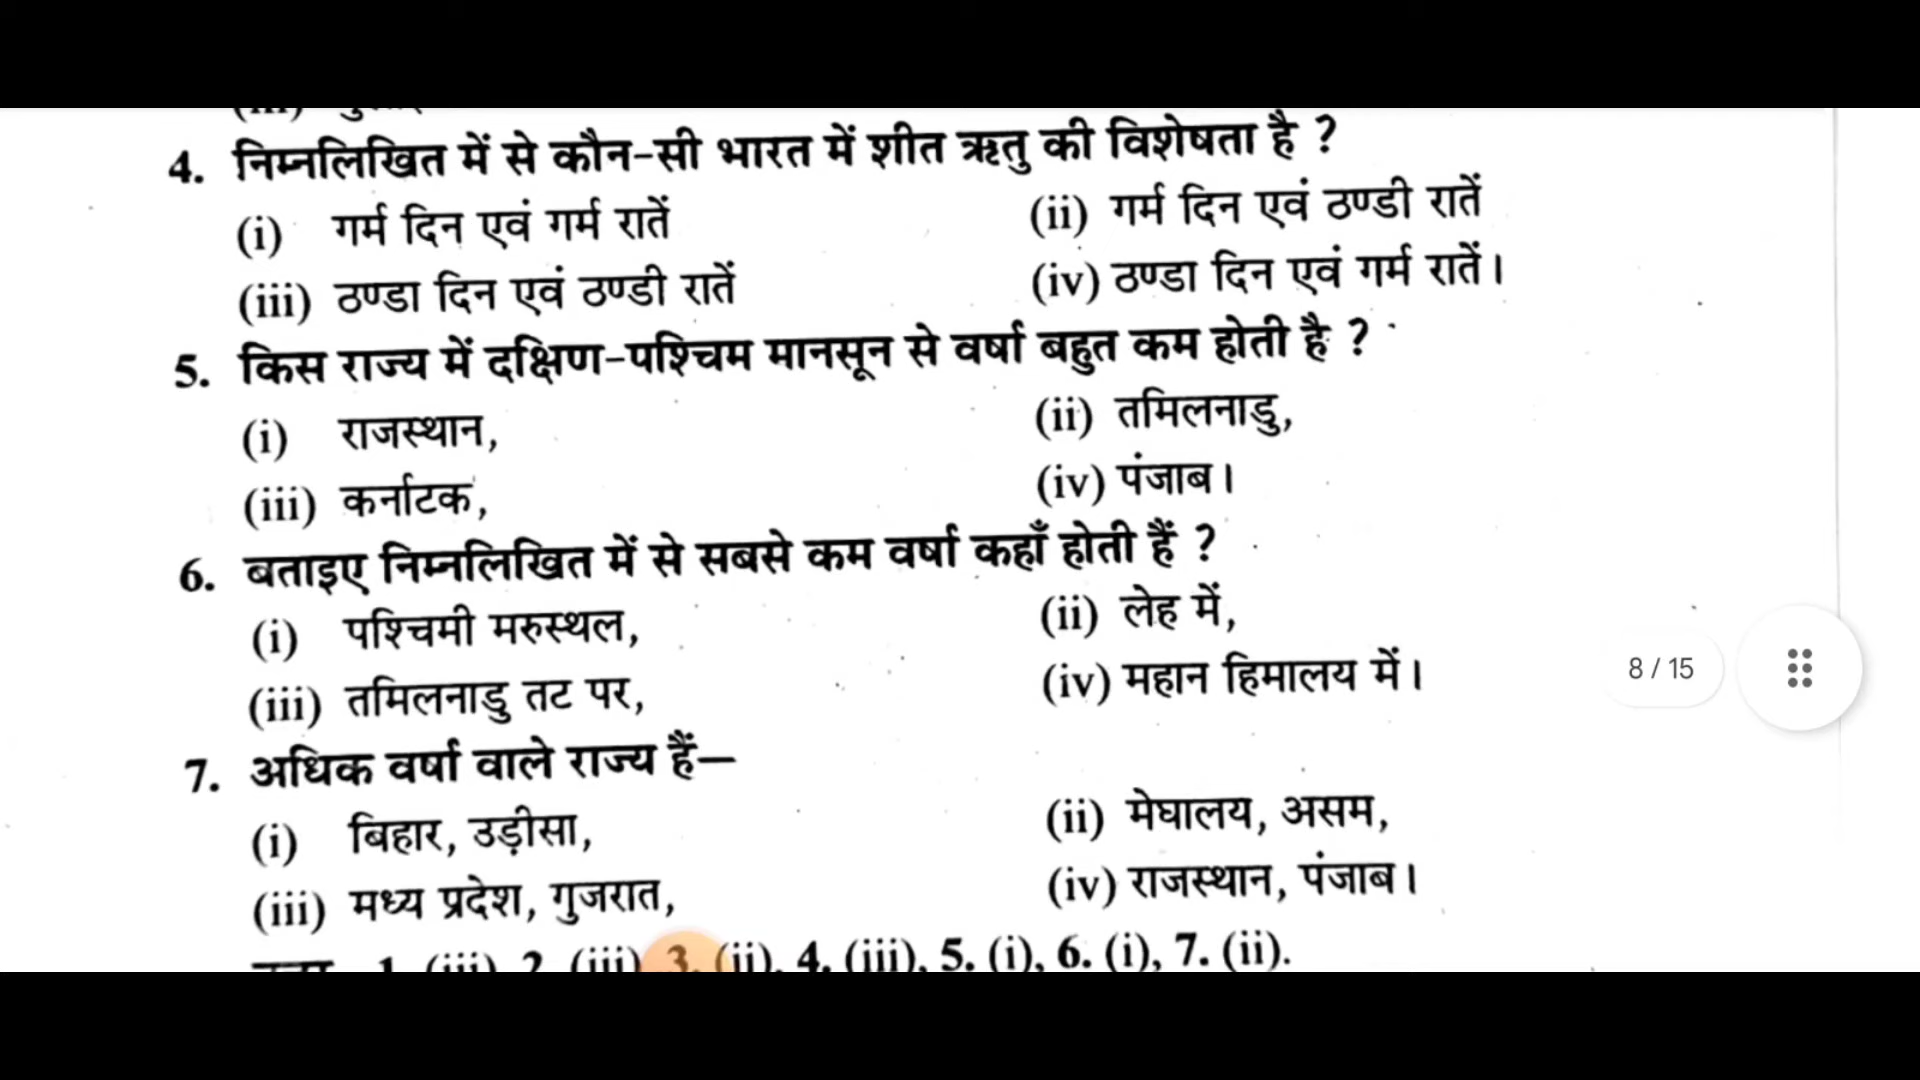 4. निम्नलिखित में से कौन-सी भारत में शीत ऋतु की विशेषता है ?
(i) गर्म दिन एवं गर्म रातें (ii) गर्म दिन एवं ठण्डी रातें
(iii) ठण्डा दिन एवं ठण्डी रातें (iv) ठण्डा दिन एवं गर्म रातें।
5. किस राज्य में दक्षिण-पश्चिम मानसून से वर्षा बहुत कम होती है ?
(i) राजस्थान, (ii) तमिलनाडु,
(iii) कर्नाटक, (iv) पंजाब।
6. बताइए निम्नलिखित में से सबसे कम वर्षा कहाँ होती हैं ?
(i) पश्चिमी मरुस्थल, (ii) लेह में,
(iii) तमिलनाडु तट पर, (iv) महान हिमालय में।
8 / 15
7. अधिक वर्षा वाले राज्य हैं—
(i) बिहार, उड़ीसा, (ii) मेघालय, असम,
(iii) मध्य प्रदेश, गुजरात, (iv) राजस्थान, पंजाब।
1. (iii) 2. (iii) 3. (ii), 4. (iii), 5. (i), 6. (i), 7. (ii).